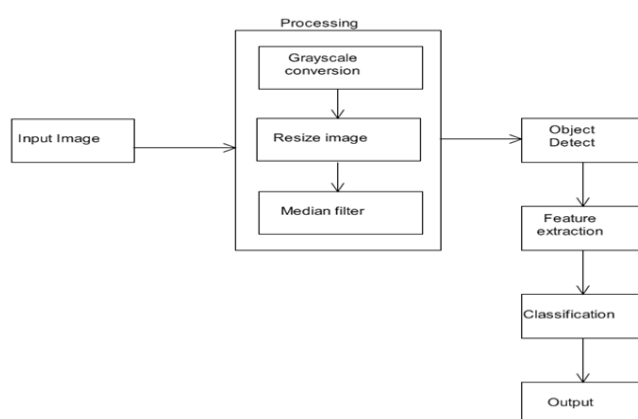 Processing
Grayscale
conversion
Input Image
Resize image
Median filter
Object
Detect
Feature
extraction
Classification
Output